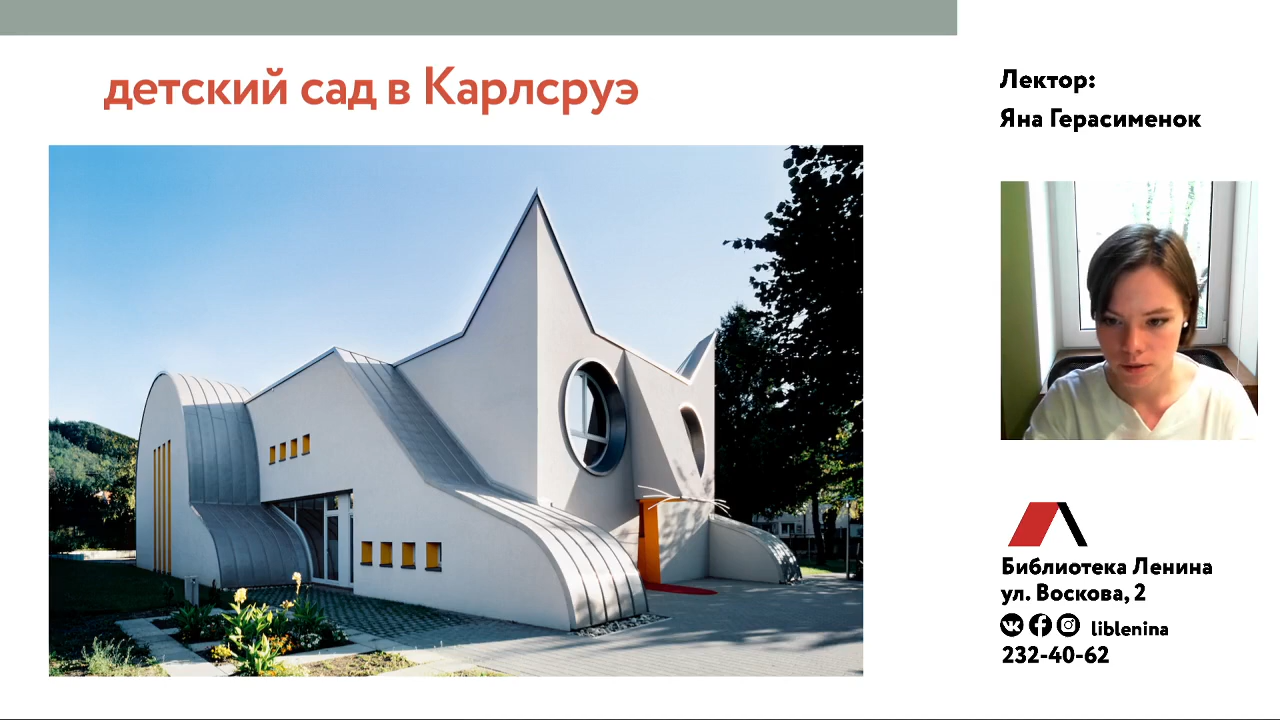 детский сад в Карлсруэ
Лектор:
Яна Герасименок
Библиотека Ленина
ул. Воскова, 2
liblenina
232-40-62